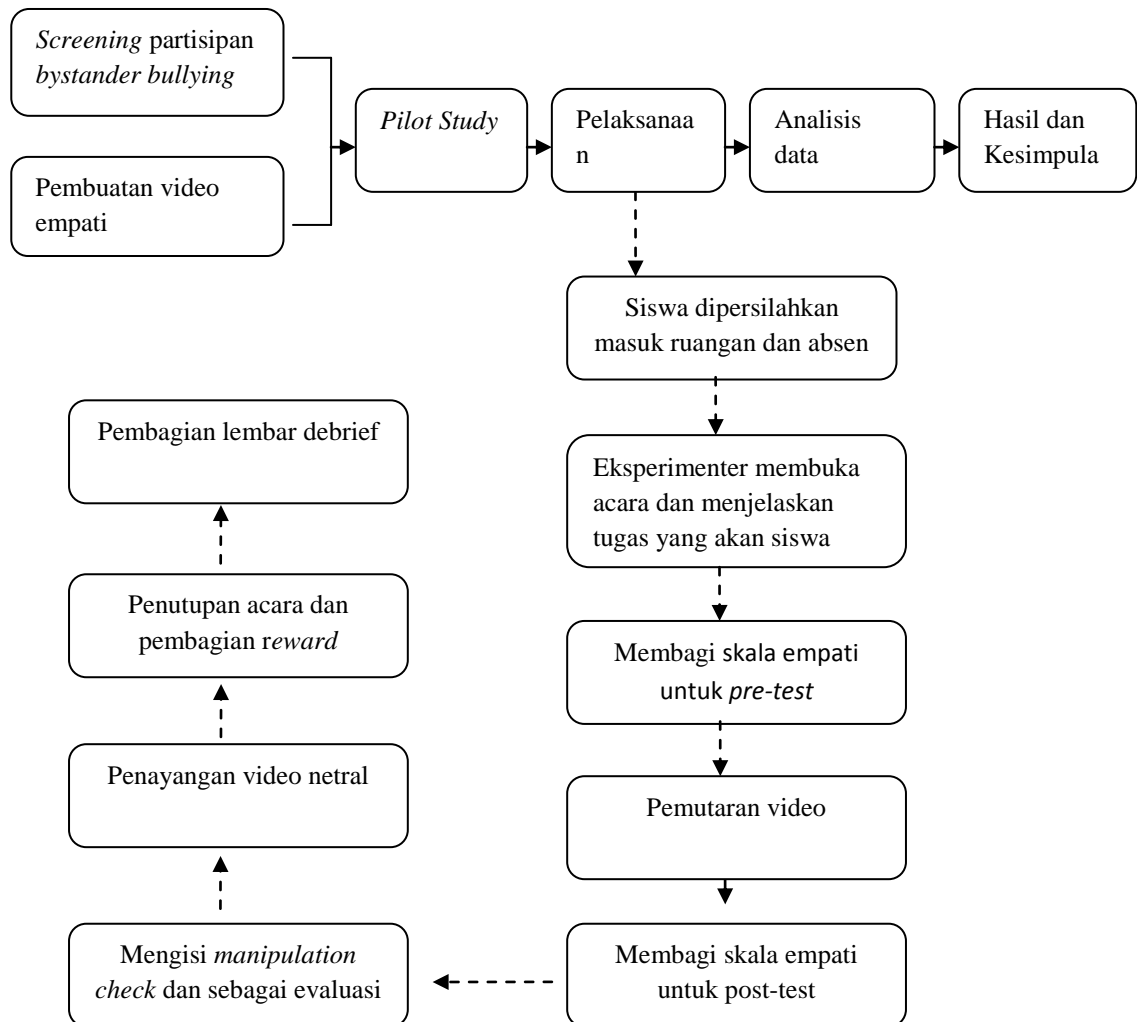 Screening partisipan
bystander bullying
Pembuatan video
empati
Pilot Study
Pelaksanaa
n
Analisis
data
Hasil dan
Kesimpula
Siswa dipersilahkan
masuk ruangan dan absen
Eksperimenter membuka
acara dan menjelaskan
tugas yang akan siswa
Membagi skala empati
untuk pre-test
Pemutaran video
Membagi skala empati
untuk post-test
Mengisi manipulation
check dan sebagai evaluasi
Penayangan video netral
Penutupan acara dan
pembagian reward
Pembagian lembar debrief